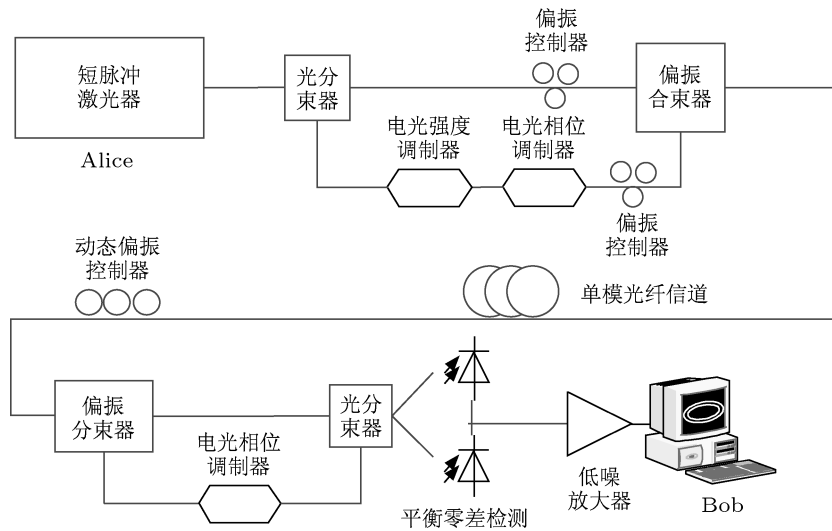 偏振
控制器
短脉冲
激光器
光分
束器
偏振
合束器
电光强度
调制器
电光相位
调制器
Alice
偏振
控制器
动态偏振
控制器
单模光纤信道
偏振
分束器
光分
束器
电光相位
调制器
低噪
放大器
Bob
平衡零差检测